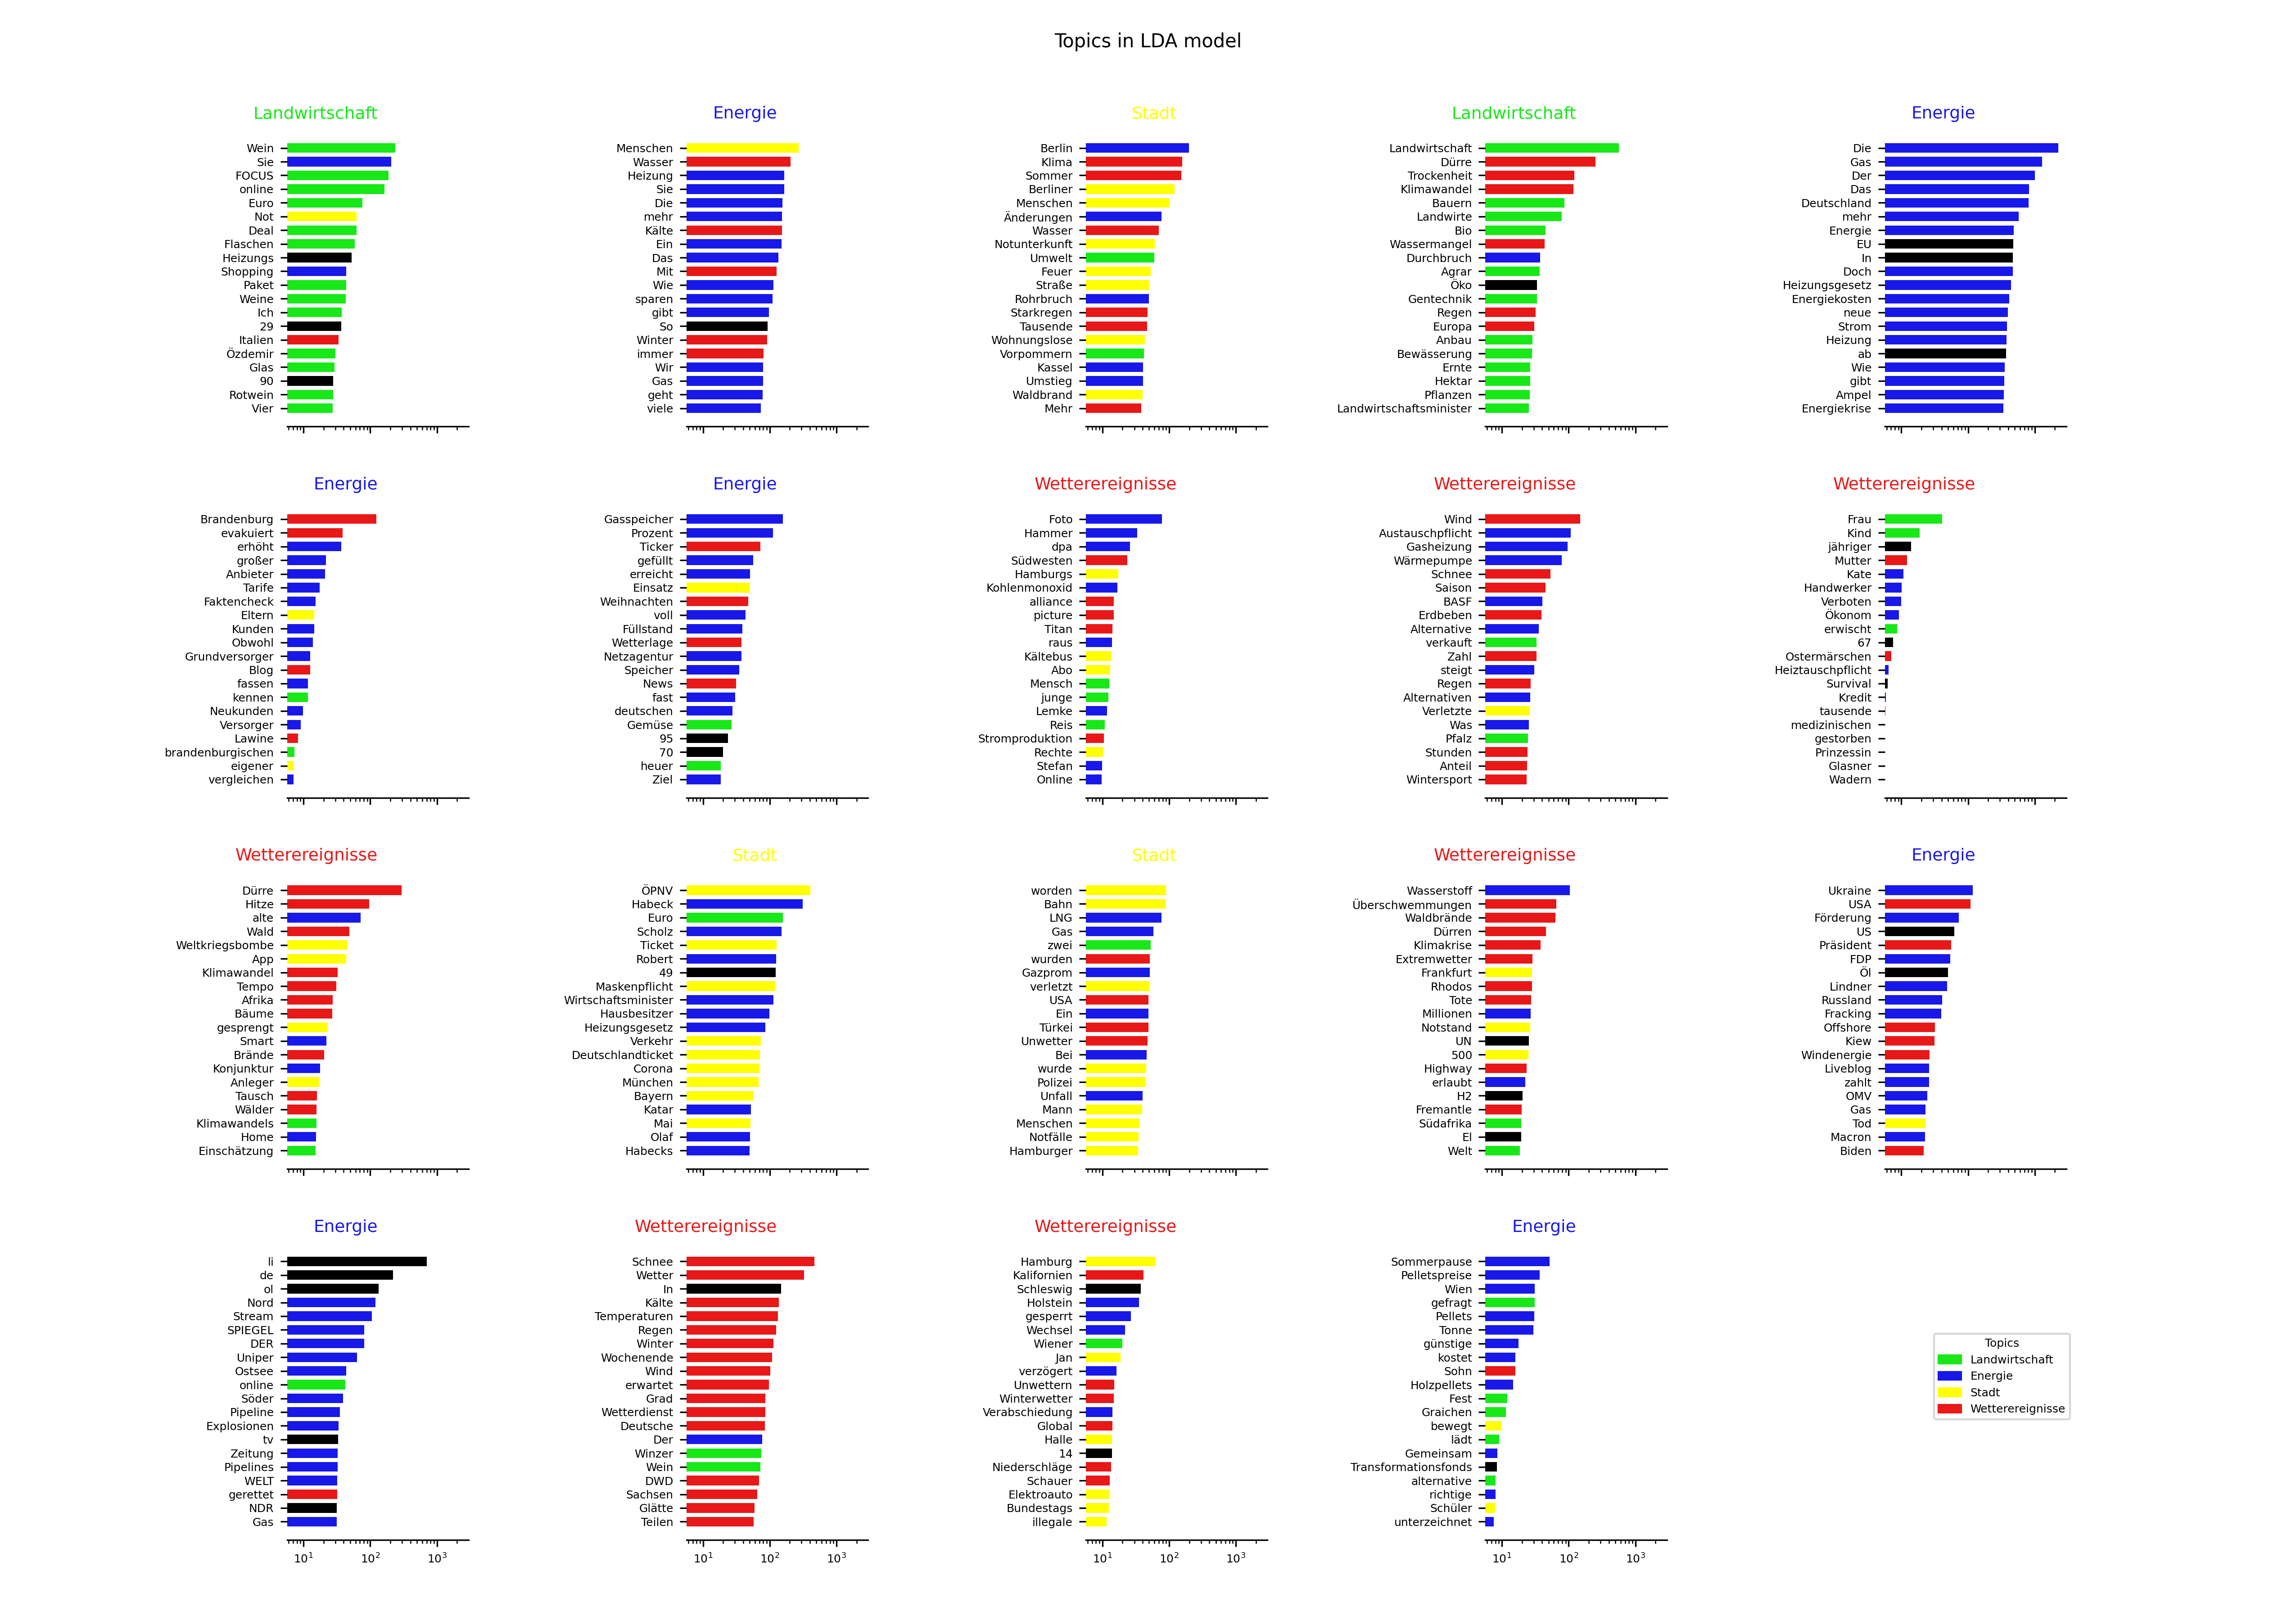 Topics in LDA model
Landwirtschaft
Wein
Sie
FOCUS
online
Euro
Not
Deal
Flaschen
Heizungs
Shopping
Paket
Weine
Ich
29
Italien
Özdemir
Glas
90
Rotwein
Vier
Energie
Menschen
Wasser
Heizung
Sie
Die
mehr
Kälte
Ein
Das
Mit
Wie
sparen
gibt
So
Winter
immer
Wir
Gas
geht
viele
Stadt
Berlin
Klima
Sommer
Berliner
Menschen
Änderungen
Wasser
Notunterkunft
Umwelt
Feuer
Straße
Rohrbruch
Starkregen
Tausende
Wohnungslose
Vorpommern
Kassel
Umstieg
Waldbrand
Mehr
Landwirtschaft
Landwirtschaft
Dürre
Trockenheit
Klimawandel
Bauern
Landwirte
Bio
Wassermangel
Durchbruch
Agrar
Öko
Gentechnik
Regen
Europa
Anbau
Bewässerung
Ernte
Hektar
Pflanzen
Landwirtschaftsminister
Energie
Die
Gas
Der
Das
Deutschland
mehr
Energie
EU
In
Doch
Heizungsgesetz
Energiekosten
neue
Strom
Heizung
ab
Wie
gibt
Ampel
Energiekrise
Energie
Brandenburg
evakuiert
erhöht
großer
Anbieter
Tarife
Faktencheck
Eltern
Kunden
Obwohl
Grundversorger
Blog
fassen
kennen
Neukunden
Versorger
Lawine
brandenburgischen
eigener
vergleichen
Energie
Gasspeicher
Prozent
Ticker
gefüllt
erreicht
Einsatz
Weihnachten
voll
Füllstand
Wetterlage
Netzagentur
Speicher
News
fast
deutschen
Gemüse
95
70
heuer
Ziel
Wetterereignisse
Foto
Hammer
dpa
Südwesten
Hamburgs
Kohlenmonoxid
alliance
picture
Titan
raus
Kältebus
Abo
Mensch
junge
Lemke
Reis
Stromproduktion
Rechte
Stefan
Online
Wetterereignisse
Wind
Austauschpflicht
Gasheizung
Wärmepumpe
Schnee
Saison
BASF
Erdbeben
Alternative
verkauft
Zahl
steigt
Regen
Alternativen
Verletzte
Was
Pfalz
Stunden
Anteil
Wintersport
Wetterereignisse
Frau
Kind
jähriger
Mutter
Kate
Handwerker
Verboten
Ökonom
erwischt
67
Ostermärschen
Heiztauschpflicht
Survival
Kredit
tausende
medizinischen
gestorben
Prinzessin
Glasner
Wadern
Wetterereignisse
Dürre
Hitze
alte
Wald
Weltkriegsbombe
App
Klimawandel
Tempo
Afrika
Bäume
gesprengt
Smart
Brände
Konjunktur
Anleger
Tausch
Wälder
Klimawandels
Home
Einschätzung
Stadt
ÖPNV
Habeck
Euro
Scholz
Ticket
Robert
49
Maskenpflicht
Wirtschaftsminister
Hausbesitzer
Heizungsgesetz
Verkehr
Deutschlandticket
Corona
München
Bayern
Katar
Mai
Olaf
Habecks
Stadt
worden
Bahn
LNG
Gas
zwei
wurden
Gazprom
verletzt
USA
Ein
Türkei
Unwetter
Bei
wurde
Polizei
Unfall
Mann
Menschen
Notfälle
Hamburger
Wetterereignisse
Wasserstoff
Überschwemmungen
Waldbrände
Dürren
Klimakrise
Extremwetter
Frankfurt
Rhodos
Tote
Millionen
Notstand
UN
500
Highway
erlaubt
H2
Fremantle
Südafrika
El
Welt
Energie
Ukraine
USA
Förderung
US
Präsident
FDP
Öl
Lindner
Russland
Fracking
Offshore
Kiew
Windenergie
Liveblog
zahlt
OMV
Gas
Tod
Macron
Biden
Energie
li
de
ol
Nord
Stream
SPIEGEL
DER
Uniper
Ostsee
online
Söder
Pipeline
Explosionen
tv
Zeitung
Pipelines
WELT
gerettet
NDR
Gas
10¹ 10² 10³
Wetterereignisse
Schnee
Wetter
In
Kälte
Temperaturen
Regen
Winter
Wochenende
Wind
erwartet
Grad
Wetterdienst
Deutsche
Der
Winzer
Wein
DWD
Sachsen
Glätte
Teilen
10¹ 10² 10³
Wetterereignisse
Hamburg
Kalifornien
Schleswig
Holstein
gesperrt
Wechsel
Wiener
Jan
verzögert
Unwettern
Winterwetter
Verabschiedung
Global
Halle
14
Niederschläge
Schauer
Elektroauto
Bundestags
illegale
10¹ 10² 10³
Energie
Sommerpause
Pelletspreise
Wien
gefragt
Pellets
Tonne
günstige
kostet
Sohn
Holzpellets
Fest
Graichen
bewegt
lädt
Gemeinsam
Transformationsfonds
alternative
richtige
Schüler
unterzeichnet
10¹ 10² 10³
Topics
Landwirtschaft
Energie
Stadt
Wetterereignisse